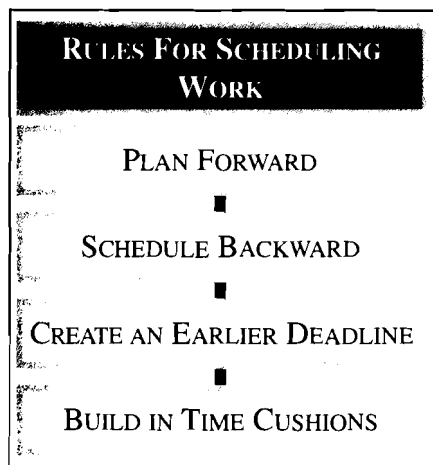 RULES FOR SCHEDULING
WORK
PLAN FORWARD
SCHEDULE BACKWARD
CREATE AN EARLIER DEADLINE
BUILD IN TIME CUSHIONS